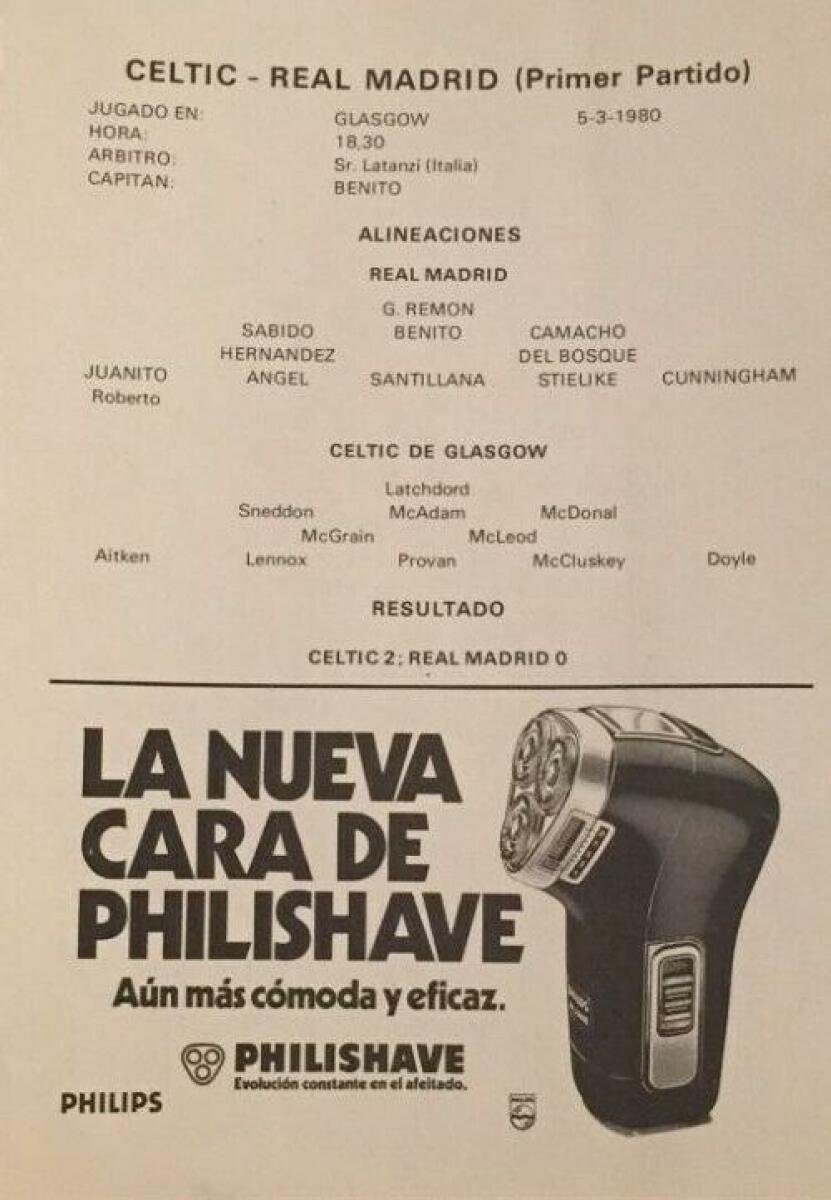 CELTIC - REAL MADRID (Primer Partido)
JUGADO EN: GLASGOW 5-3-1980
HORA: 18,30
ARBITRO: Sr. Latanzi (Italia)
CAPITAN: BENITO
ALINEACIONES
REAL MADRID
G. REMON
SABIDO BENITO CAMACHO
HERNANDEZ DEL BOSQUE
JUANITO ANGEL SANTILLANA STIELIKE CUNNINGHAM
Roberto
CELTIC DE GLASGOW
Latchdord
Sneddon McAdam McDonal
McGrain McLeod
Aitken Lennox Provan McCluskey Doyle
RESULTADO
CELTIC 2; REAL MADRID 0
LA NUEVA
CARA DE
PHILISHAVE
Aún más cómoda y eficaz.
PHILISHAVE
Evolución constante en el afeitado.
PHILIPS